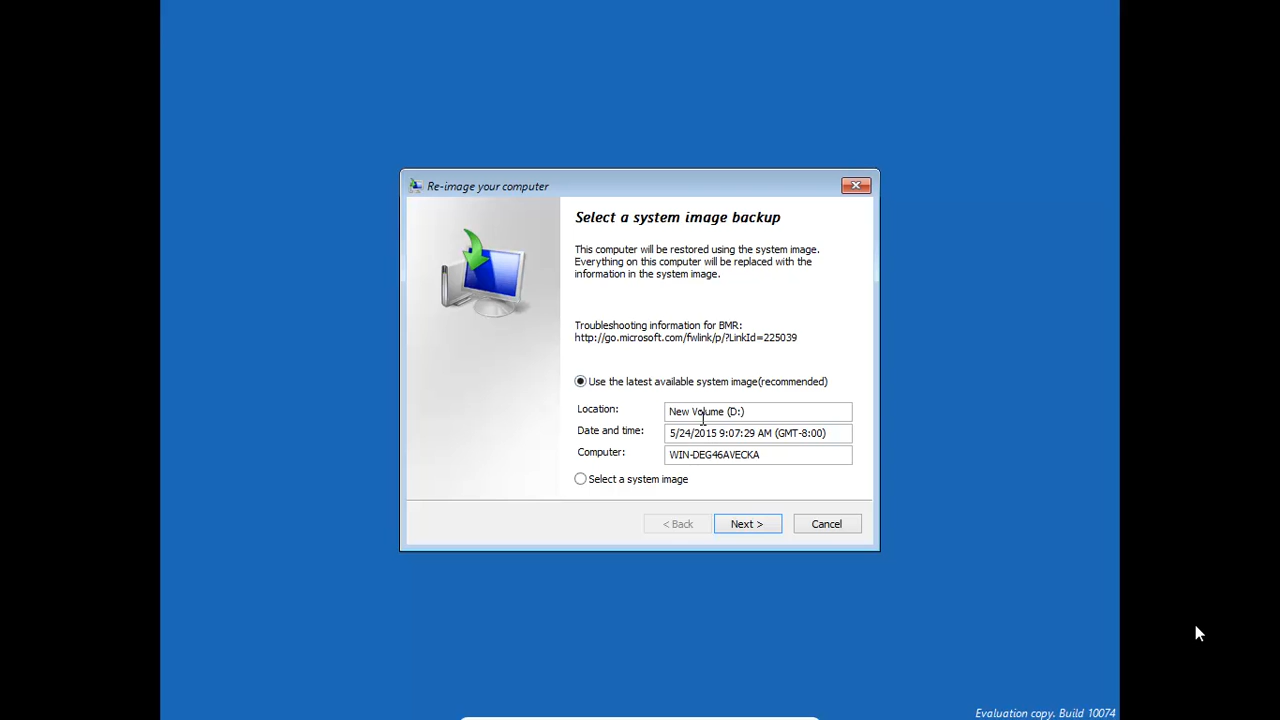 Re-image your computer
Select a system image backup
This computer will be restored using the system image.
Everything on this computer will be replaced with the
information in the system image.
Troubleshooting information for BMR:
http://go.microsoft.com/fwlink/p/?LinkId=225039
Use the latest available system image(recommended)
Location: New Volume (D:)
Date and time: 5/24/2015 9:07:29 AM (GMT-8:00)
Computer: WIN-DEG46AVECKA
Select a system image
< Back Next > Cancel
Evaluation copy. Build 10074